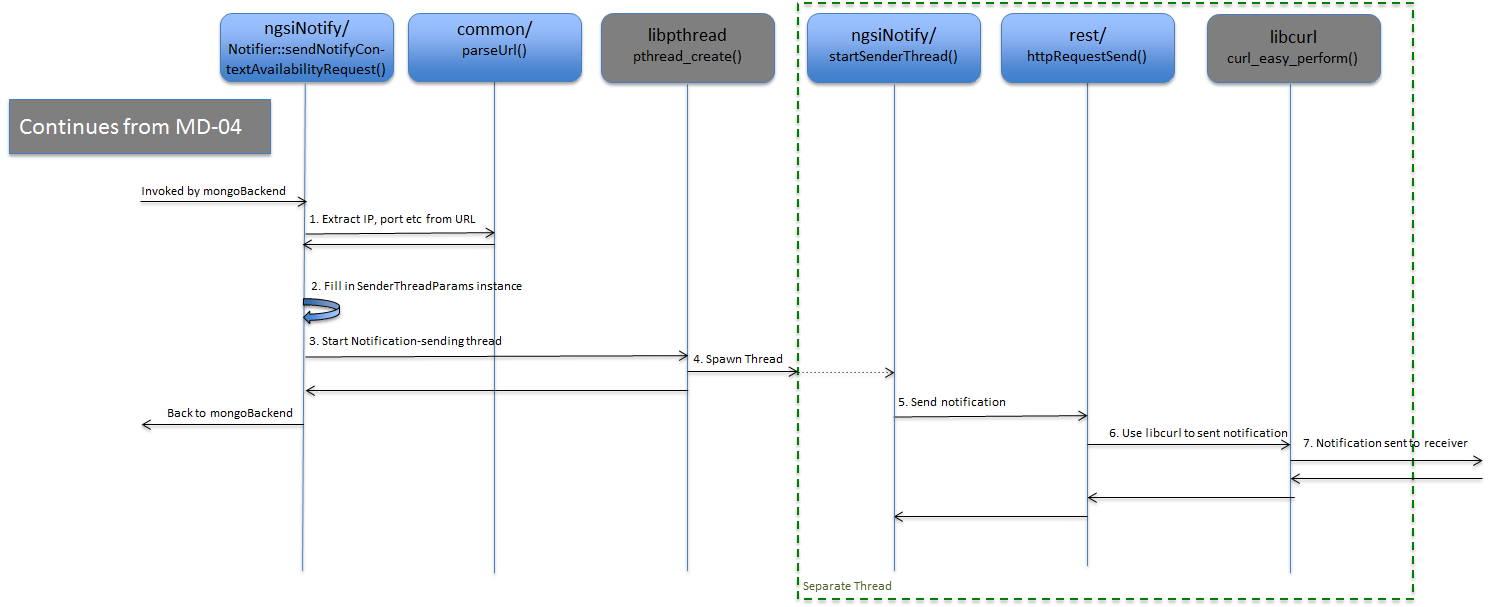 ngsiNotify/
Notifier::sendNotifyCon-
textAvailabilityRequest()
common/
parseUrl()
libpthread
pthread_create()
ngsiNotify/
startSenderThread()
rest/
httpRequestSend()
libcurl
curl_easy_perform()
Continues from MD-04
Invoked by mongoBackend
1. Extract IP, port etc from URL
2. Fill in SenderThreadParams instance
3. Start Notification-sending thread
4. Spawn Thread
5. Send notification
Back to mongoBackend
6. Use libcurl to sent notification
7. Notification sent to receiver
Separate Thread